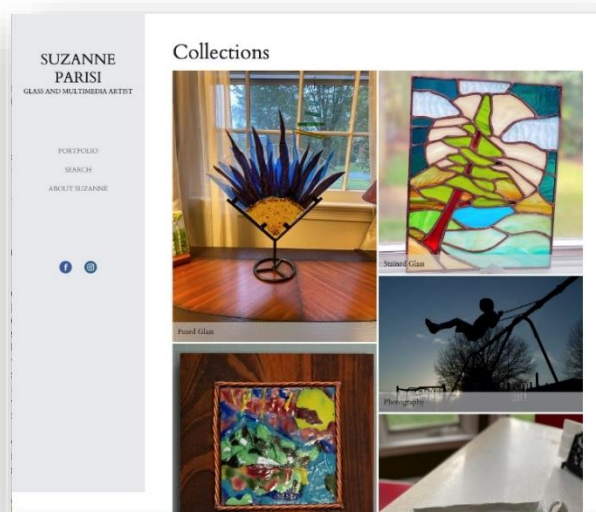 SUZANNE
PARISI
GLASS AND MULTIMEDIA ARTIST
PORTFOLIO
SEARCH
ABOUT SUZANNE
Collections
Fused Glass
Stained Glass
Photography